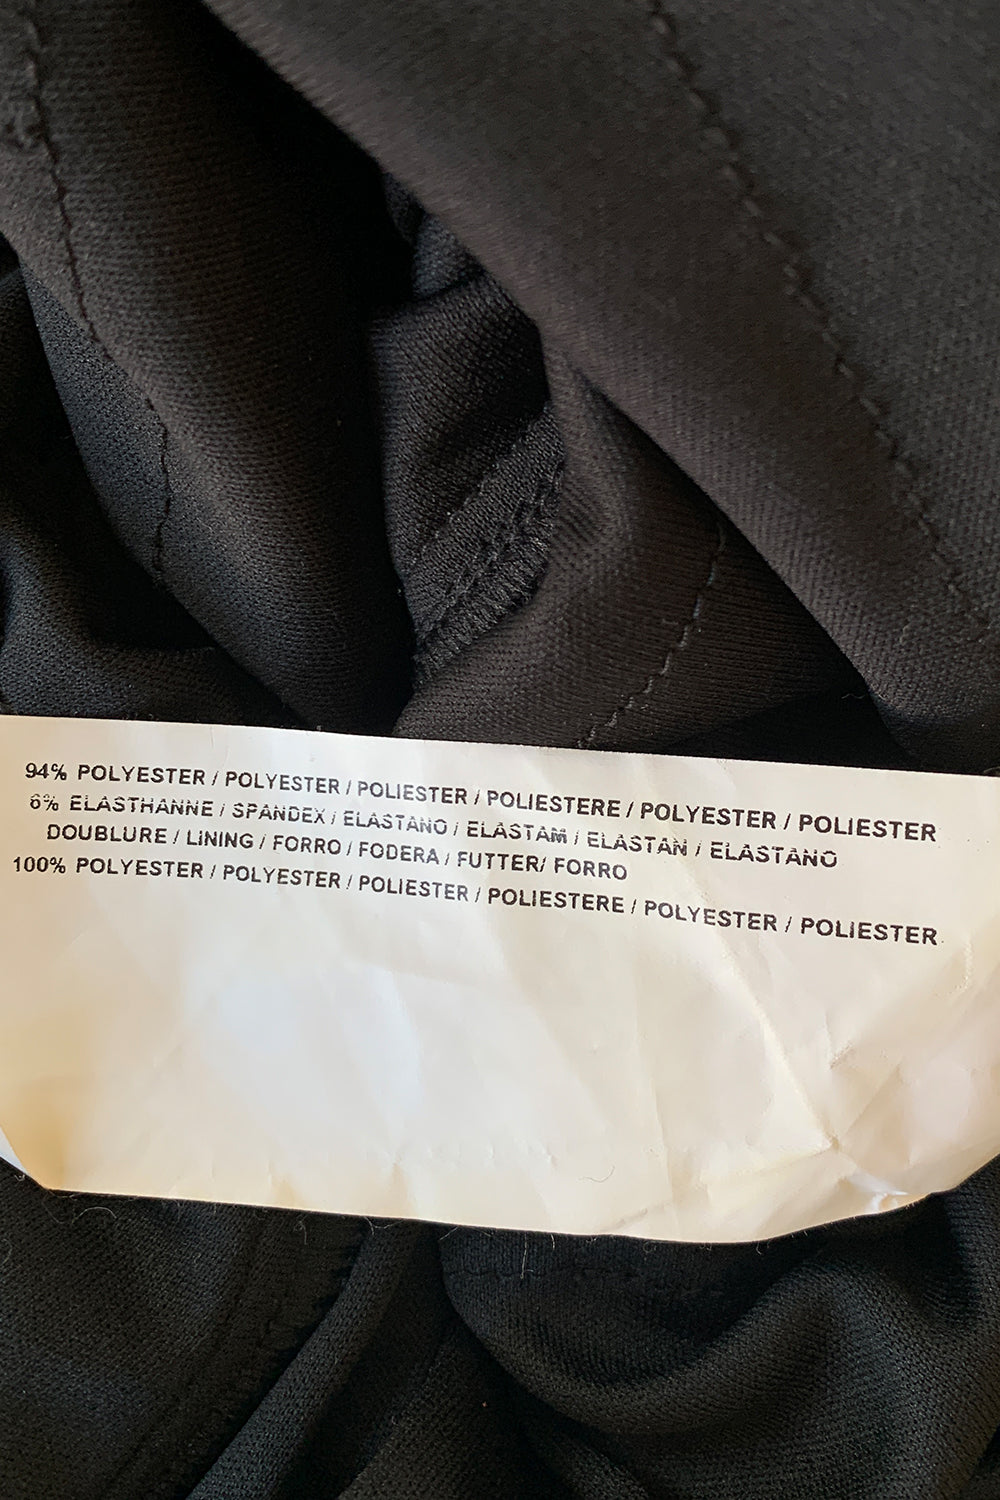 94% POLYESTER / POLYESTER / POLIESTER / POLIESTERE / POLYESTER / POLIESTER
6% ELASTHANNE / SPANDEX / ELASTANO / ELASTAM / ELASTAN / ELASTANO
DOUBLURE / LINING / FORRO / FODERA / FUTTER/ FORRO
100% POLYESTER / POLYESTER / POLIESTER / POLIESTERE / POLYESTER / POLIESTER